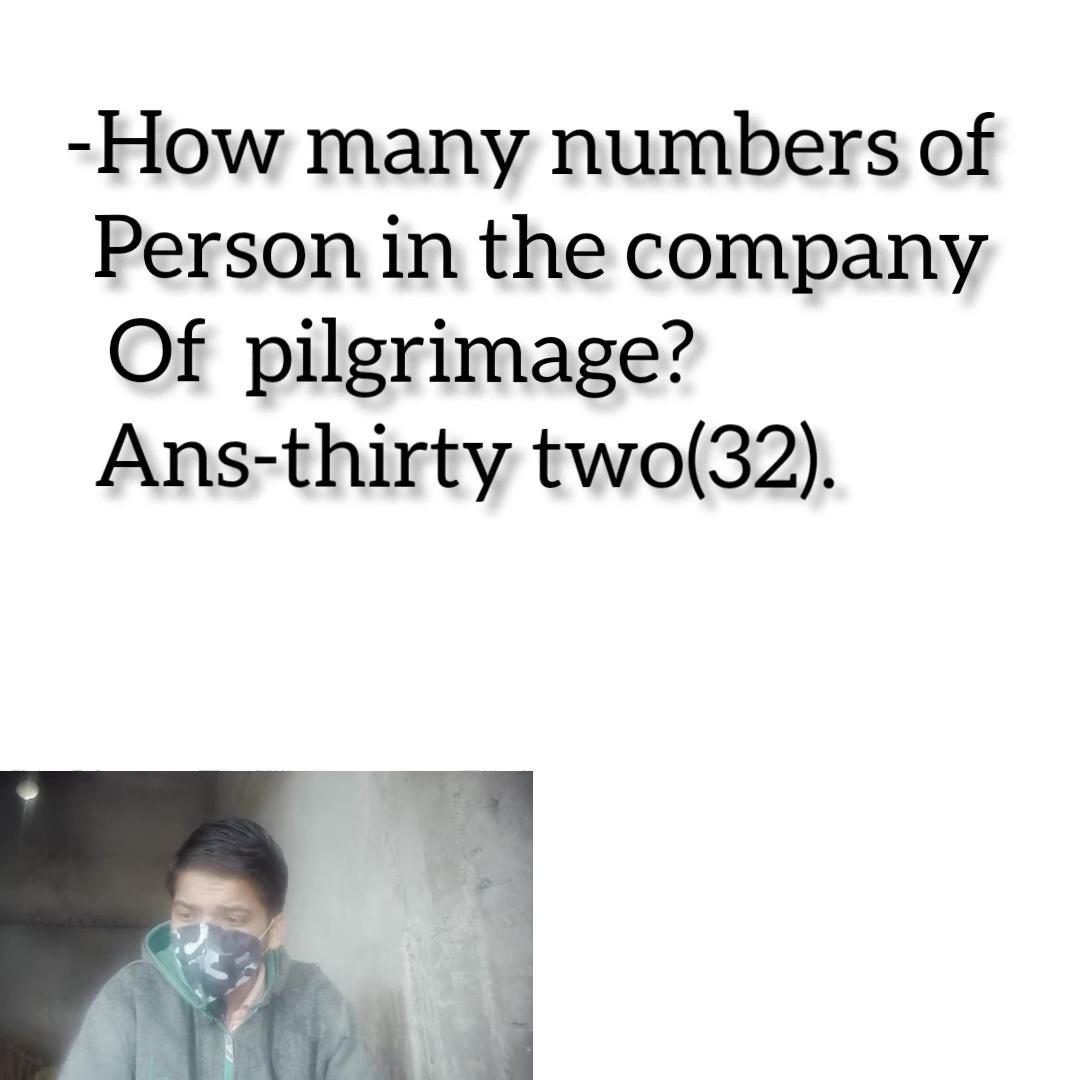 -How many numbers of
Person in the company
Of pilgrimage?
Ans-thirty two(32).